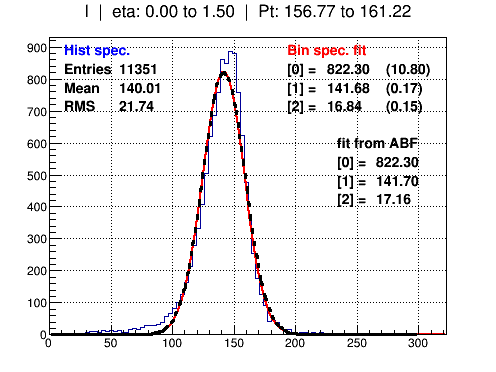 I | eta: 0.00 to 1.50 | Pt: 156.77 to 161.22
Hist spec.
Entries 11351
Mean 140.01
RMS 21.74
Bin spec. fit
[0] = 822.30 (10.80)
[1] = 141.68 (0.17)
[2] = 16.84 (0.15)
fit from ABF
[0] = 822.30
[1] = 141.70
[2] = 17.16
900
800
700
600
500
400
300
200
100
0
0 50 100 150 200 250 300